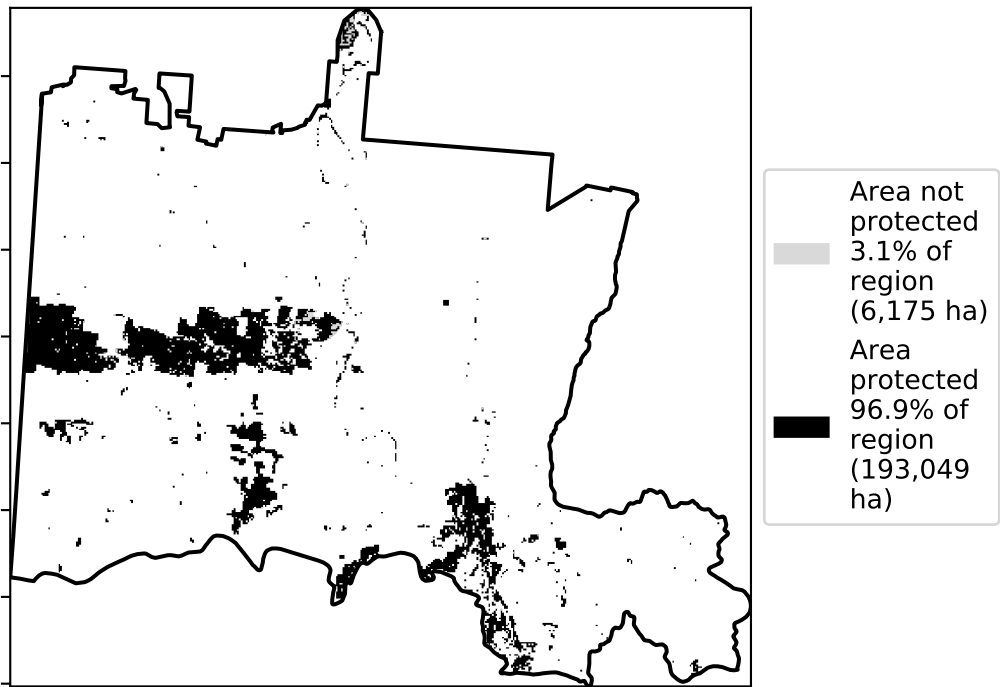 Area not
protected
3.1% of
region
(6,175 ha)
Area
protected
96.9% of
region
(193,049
ha)